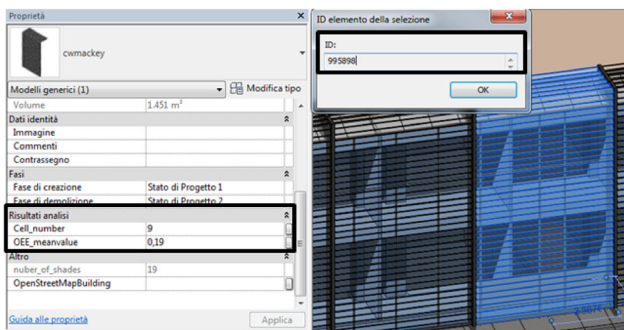 Proprietà
cwmackey
Modelli generici (1)
Modifica tipo
Volume 1.451 m³
Dati identità
Immagine
Commenti
Contrassegno
Fasi
Fase di creazione Stato di Progetto 1
Fase di demolizione Stato di Progetto 2
Risultati analisi
Cell_number 9
OEE_meanvalue 0,19
Altro
nuber_of_shades 19
OpenStreetMapBuilding
Guida alle proprietà
Applica
ID elemento della selezione
ID:
995898
OK